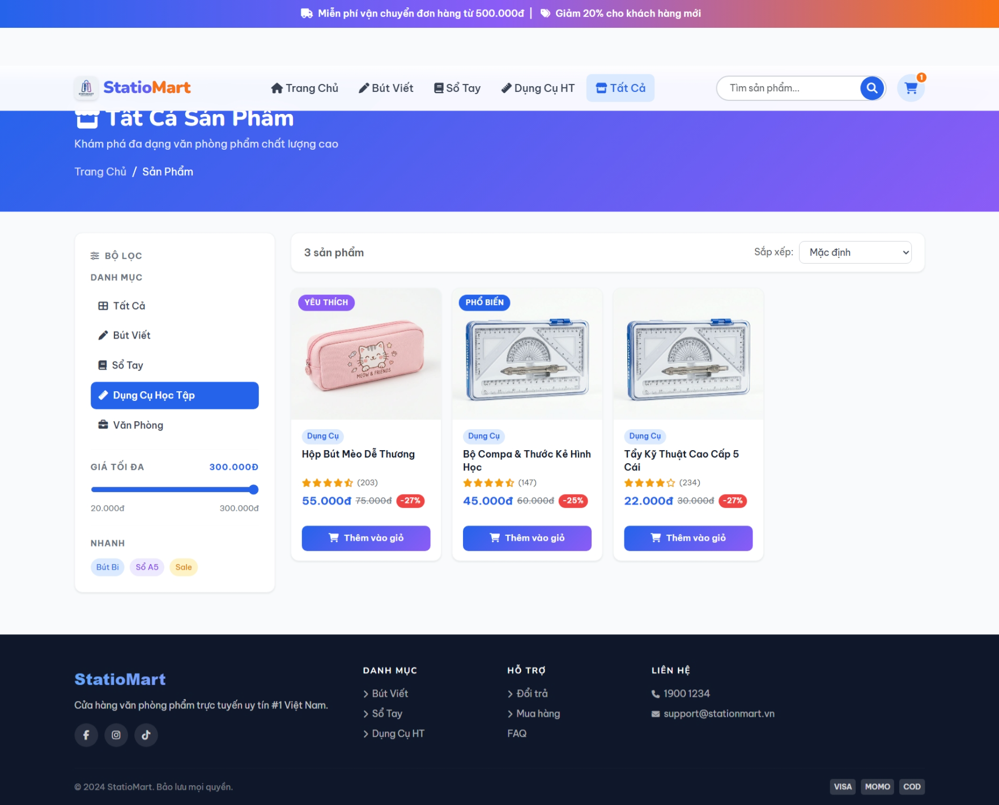 Miễn phí vận chuyển đơn hàng từ 500.000đ | Giảm 20% cho khách hàng mới
StatioMart
Trang Chủ
Bút Viết
Sổ Tay
Dụng Cụ HT
Tất Cả
Tìm sản phẩm...
1
Tất Cả Sản Phẩm
Khám phá đa dạng văn phòng phẩm chất lượng cao
Trang Chủ / Sản Phẩm
BỘ LỌC
DANH MỤC
Tất Cả
Bút Viết
Sổ Tay
Dụng Cụ Học Tập
Văn Phòng
GIÁ TỐI ĐA 300.000Đ
20.000đ 300.000đ
NHANH
Bút Bi
Sổ A5
Sale
3 sản phẩm
Sắp xếp: Mặc định
YÊU THÍCH
MEOW & FRIENDS
Dụng Cụ
Hộp Bút Mèo Dễ Thương
(203)
55.000đ 75.000đ -27%
Thêm vào giỏ
PHỔ BIẾN
Dụng Cụ
Bộ Compa & Thước Kẻ Hình
Học
(147)
45.000đ 60.000đ -25%
Thêm vào giỏ
Dụng Cụ
Tẩy Kỹ Thuật Cao Cấp 5
Cái
(234)
22.000đ 30.000đ -27%
Thêm vào giỏ
StatioMart
Cửa hàng văn phòng phẩm trực tuyến uy tín #1 Việt Nam.
DANH MỤC
Bút Viết
Sổ Tay
Dụng Cụ HT
HỖ TRỢ
Đổi trả
Mua hàng
FAQ
LIÊN HỆ
1900 1234
support@stationmart.vn
© 2024 StatioMart. Bảo lưu mọi quyền.
VISA
MOMO
COD